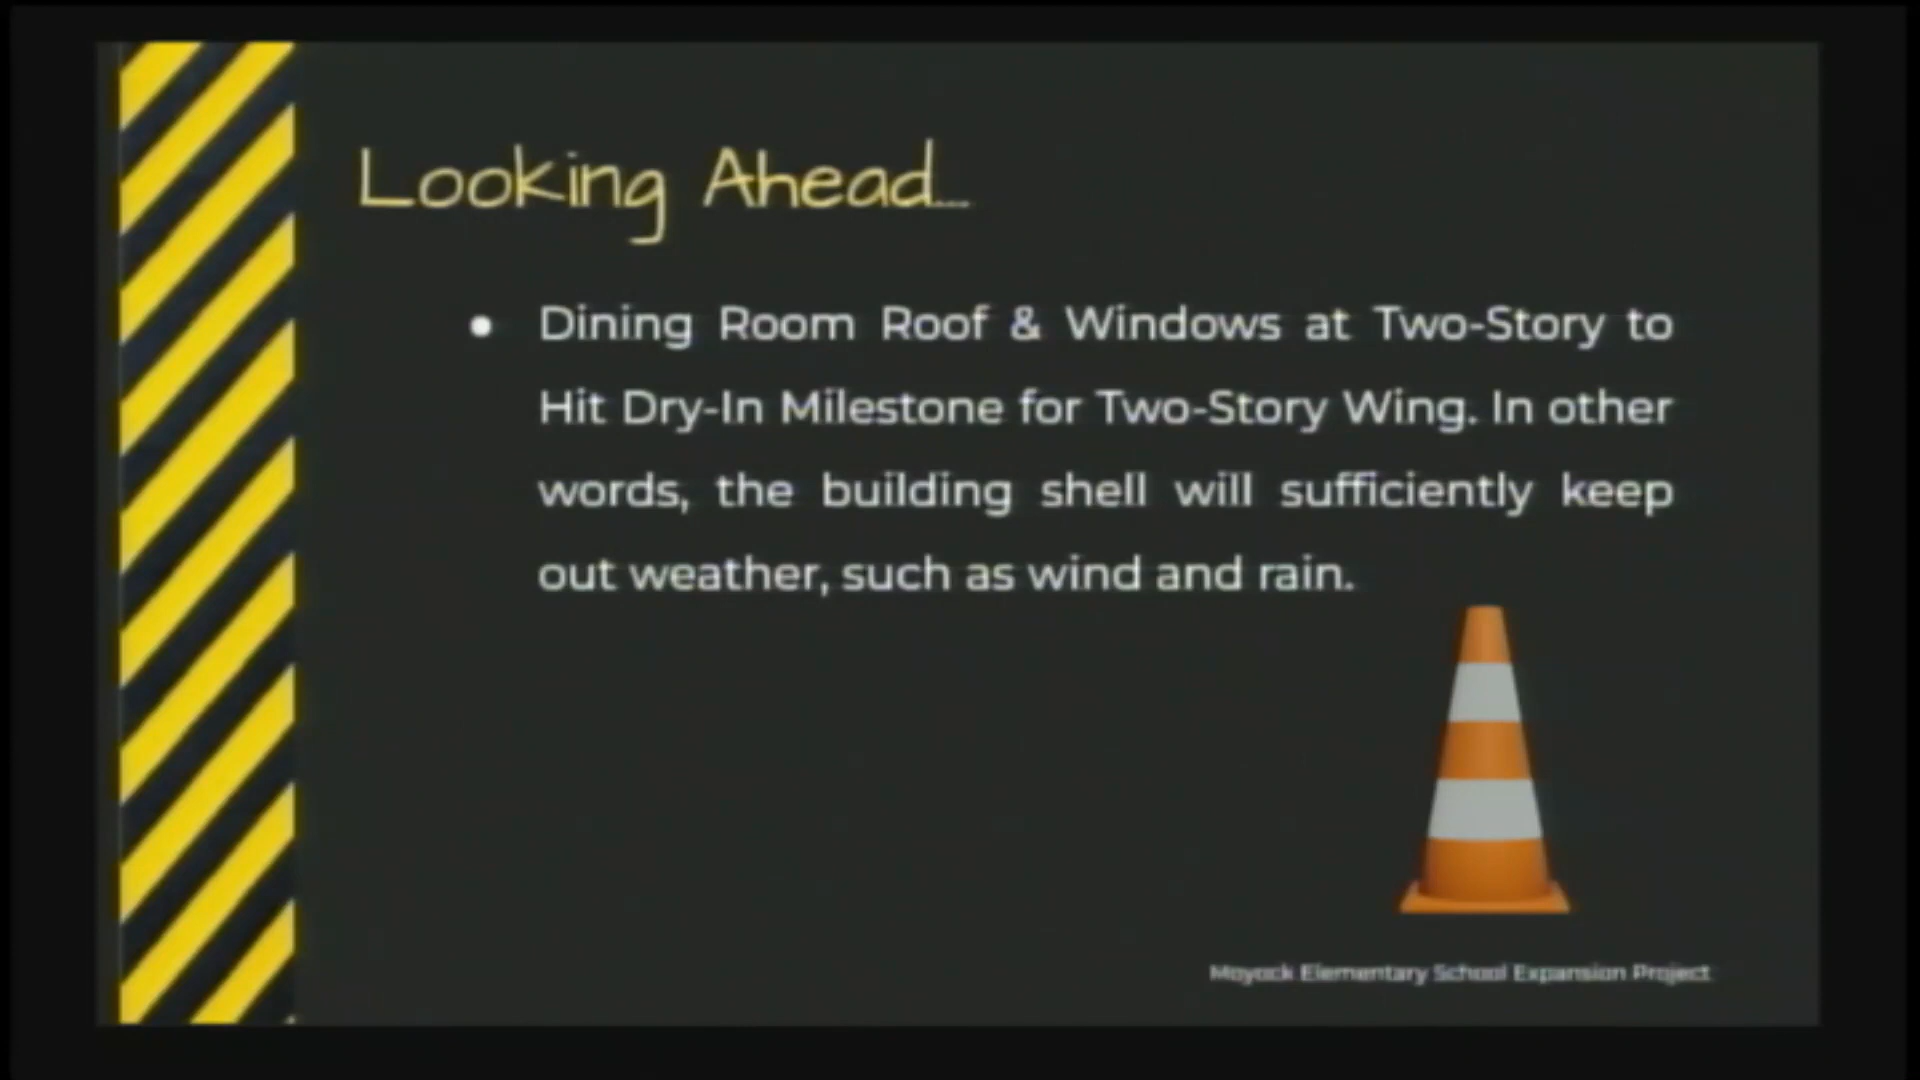 Looking Ahead...
• Dining Room Roof & Windows at Two-Story to
Hit Dry-In Milestone for Two-Story Wing. In other
words, the building shell will sufficiently keep
out weather, such as wind and rain.
Moyock Elementary School Expansion Project